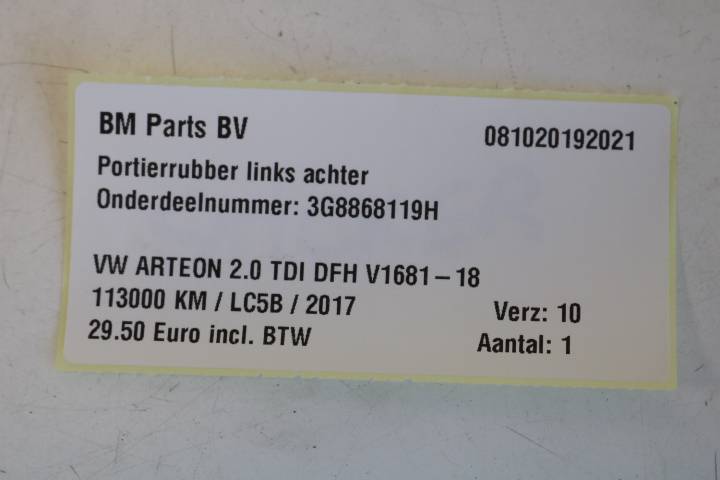 BM Parts BV 081020192021
Portierrubber links achter
Onderdeelnummer: 3G8868119H
VW ARTEON 2.0 TDI DFH V1681-18
113000 KM / LC5B / 2017 Verz: 10
29.50 Euro incl. BTW Aantal: 1